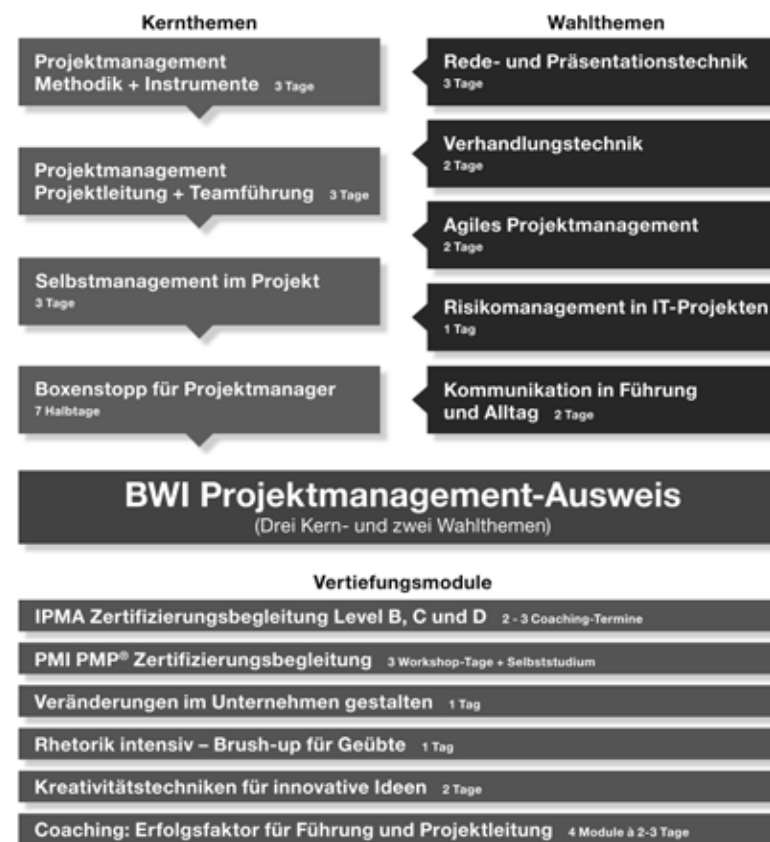 Kernthemen
Projektmanagement
Methodik + Instrumente 3 Tage
Projektmanagement
Projektleitung + Teamführung 3 Tage
Selbstmanagement im Projekt
3 Tage
Boxenstopp für Projektmanager
7 Halbtage
Wahlthemen
Rede- und Präsentationstechnik
3 Tage
Verhandlungstechnik
2 Tage
Agiles Projektmanagement
2 Tage
Risikomanagement in IT-Projekten
1 Tag
Kommunikation in Führung
und Alltag 2 Tage
BWI Projektmanagement-Ausweis
(Drei Kern- und zwei Wahlthemen)
Vertiefungsmodule
IPMA Zertifizierungsbegleitung Level B, C und D 2 - 3 Coaching-Termine
PMI PMP® Zertifizierungsbegleitung 3 Workshop-Tage + Selbststudium
Veränderungen im Unternehmen gestalten 1 Tag
Rhetorik intensiv – Brush-up für Geübte 1 Tag
Kreativitätstechniken für innovative Ideen 2 Tage
Coaching: Erfolgsfaktor für Führung und Projektleitung 4 Module à 2-3 Tage